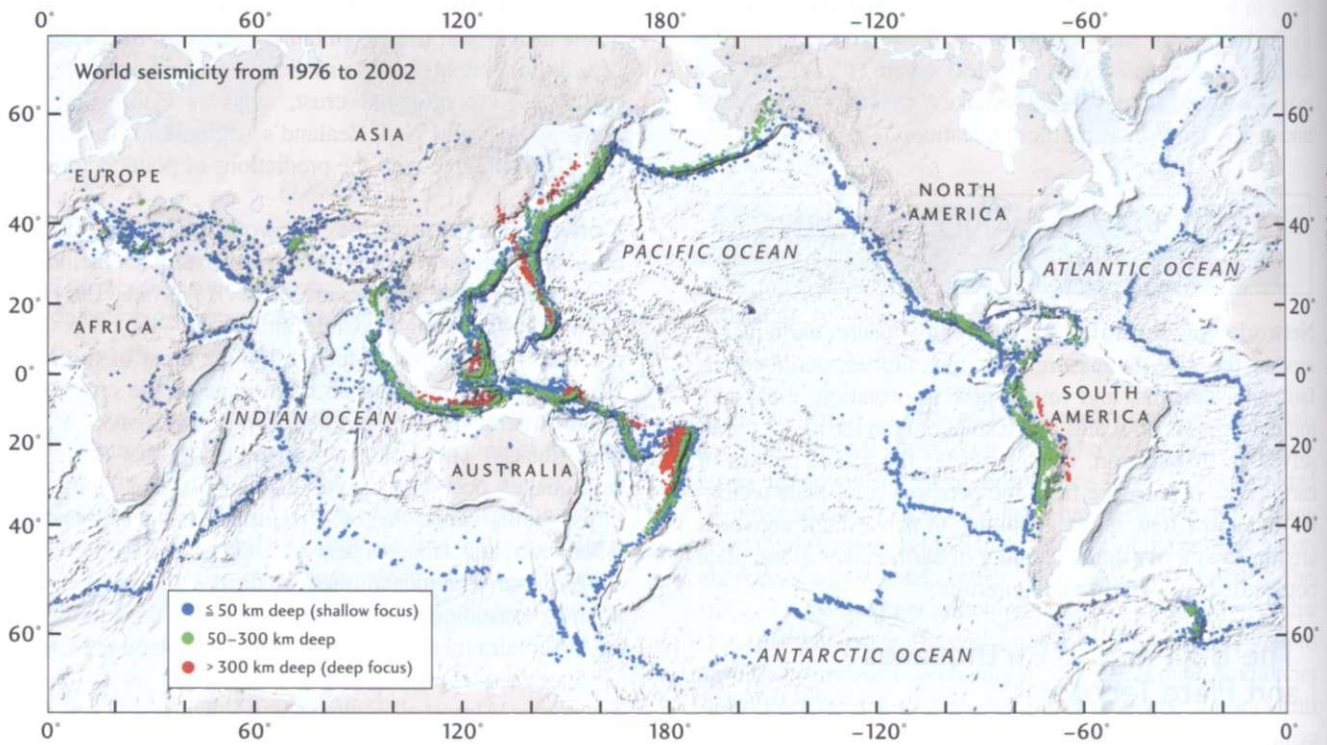 0° 60° 120 180° −120° −60° 0°
World seismicity from 1976 to 2002
60° 60°
ASIA
EUROPE
NORTH
AMERICA
40° 40°
PACIFIC OCEAN
ATLANTIC OCEAN
20° 20°
AFRICA
0° 0°
SOUTH
AMERICA
INDIAN OCEAN
20° 20°
AUSTRALIA
40° 40°
≦ 50 km deep (shallow focus)
60° 60°
50–300 km deep
ANTARCTIC OCEAN
> 300 km deep (deep focus)
0° 60° 120° 180° −120° −60° 0°